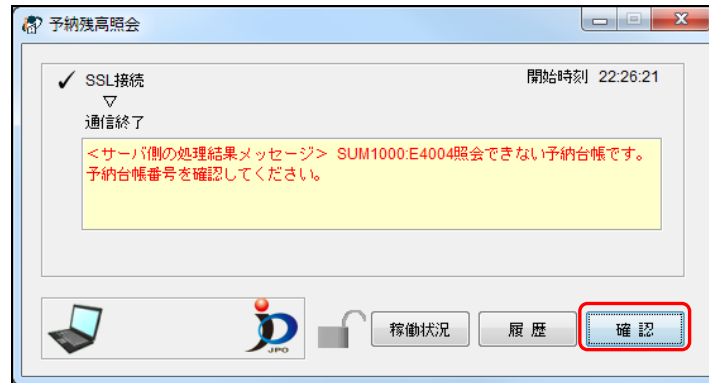 予納残高照会
✓ SSL接続
開始時刻 22:26:21
▽
通信終了
＜サーバ側の処理結果メッセージ＞ SUM1000:E4004照会できない予納台帳です。
予納台帳番号を確認してください。
JPO
稼働状況
履 歴
確 認